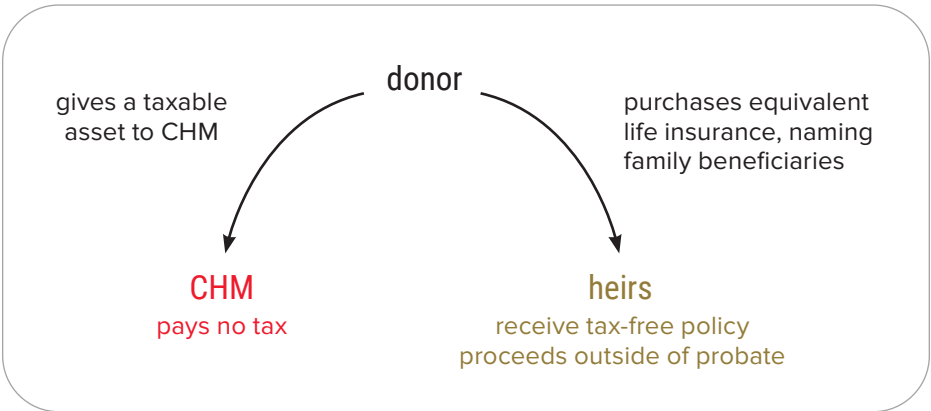 donor
gives a taxable
asset to CHM
purchases equivalent
life insurance, naming
family beneficiaries
CHM
pays no tax
heirs
receive tax-free policy
proceeds outside of probate